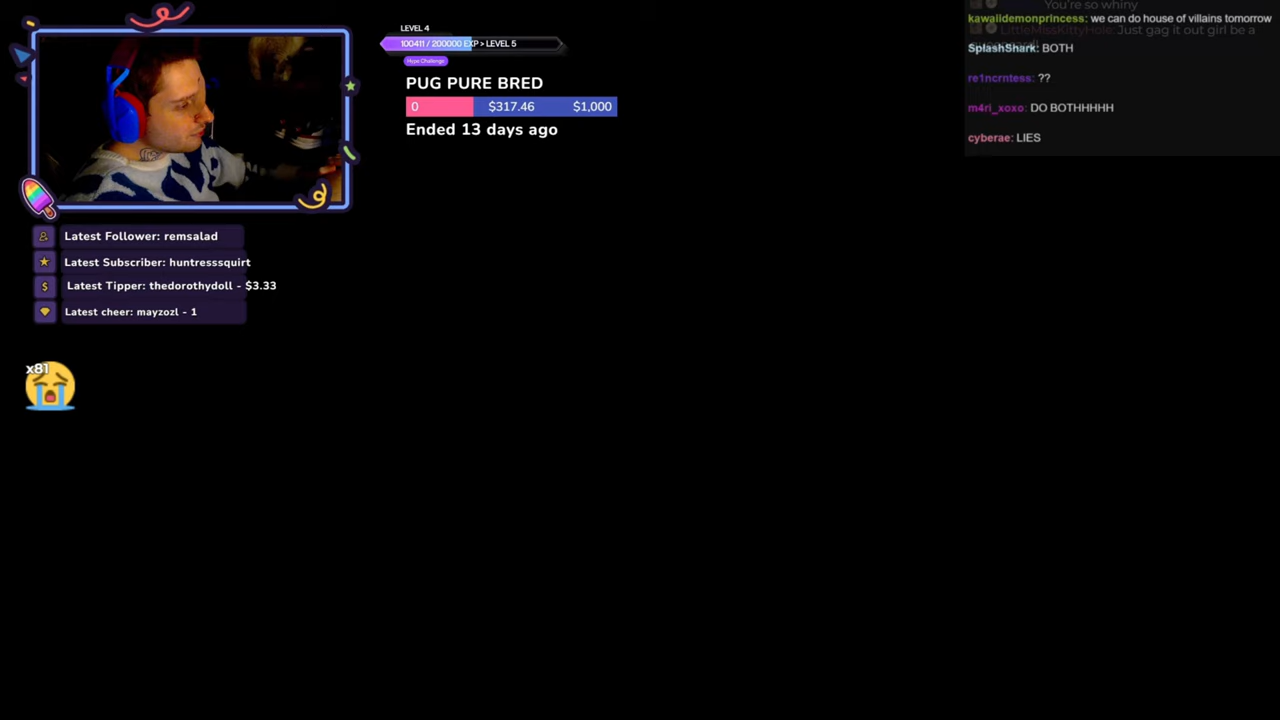 LEVEL 4
100411 / 200000 EXP > LEVEL 5
Hype Challenge
PUG PURE BRED
0 $317.46 $1,000
Ended 13 days ago
Latest Follower: remsalad
Latest Subscriber: huntresssquirt
Latest Tipper: thedorothydoll - $3.33
Latest cheer: mayzozl - 1
x81
You're so whiny
kawaiidemonprincess: we can do house of villains tomorrow
LittleMissKittyHole: Just gag it out girl be a
SplashShark: BOTH
re1ncrntess: ??
m4ri_xoxo: DO BOTHHHHH
cyberae: LIES